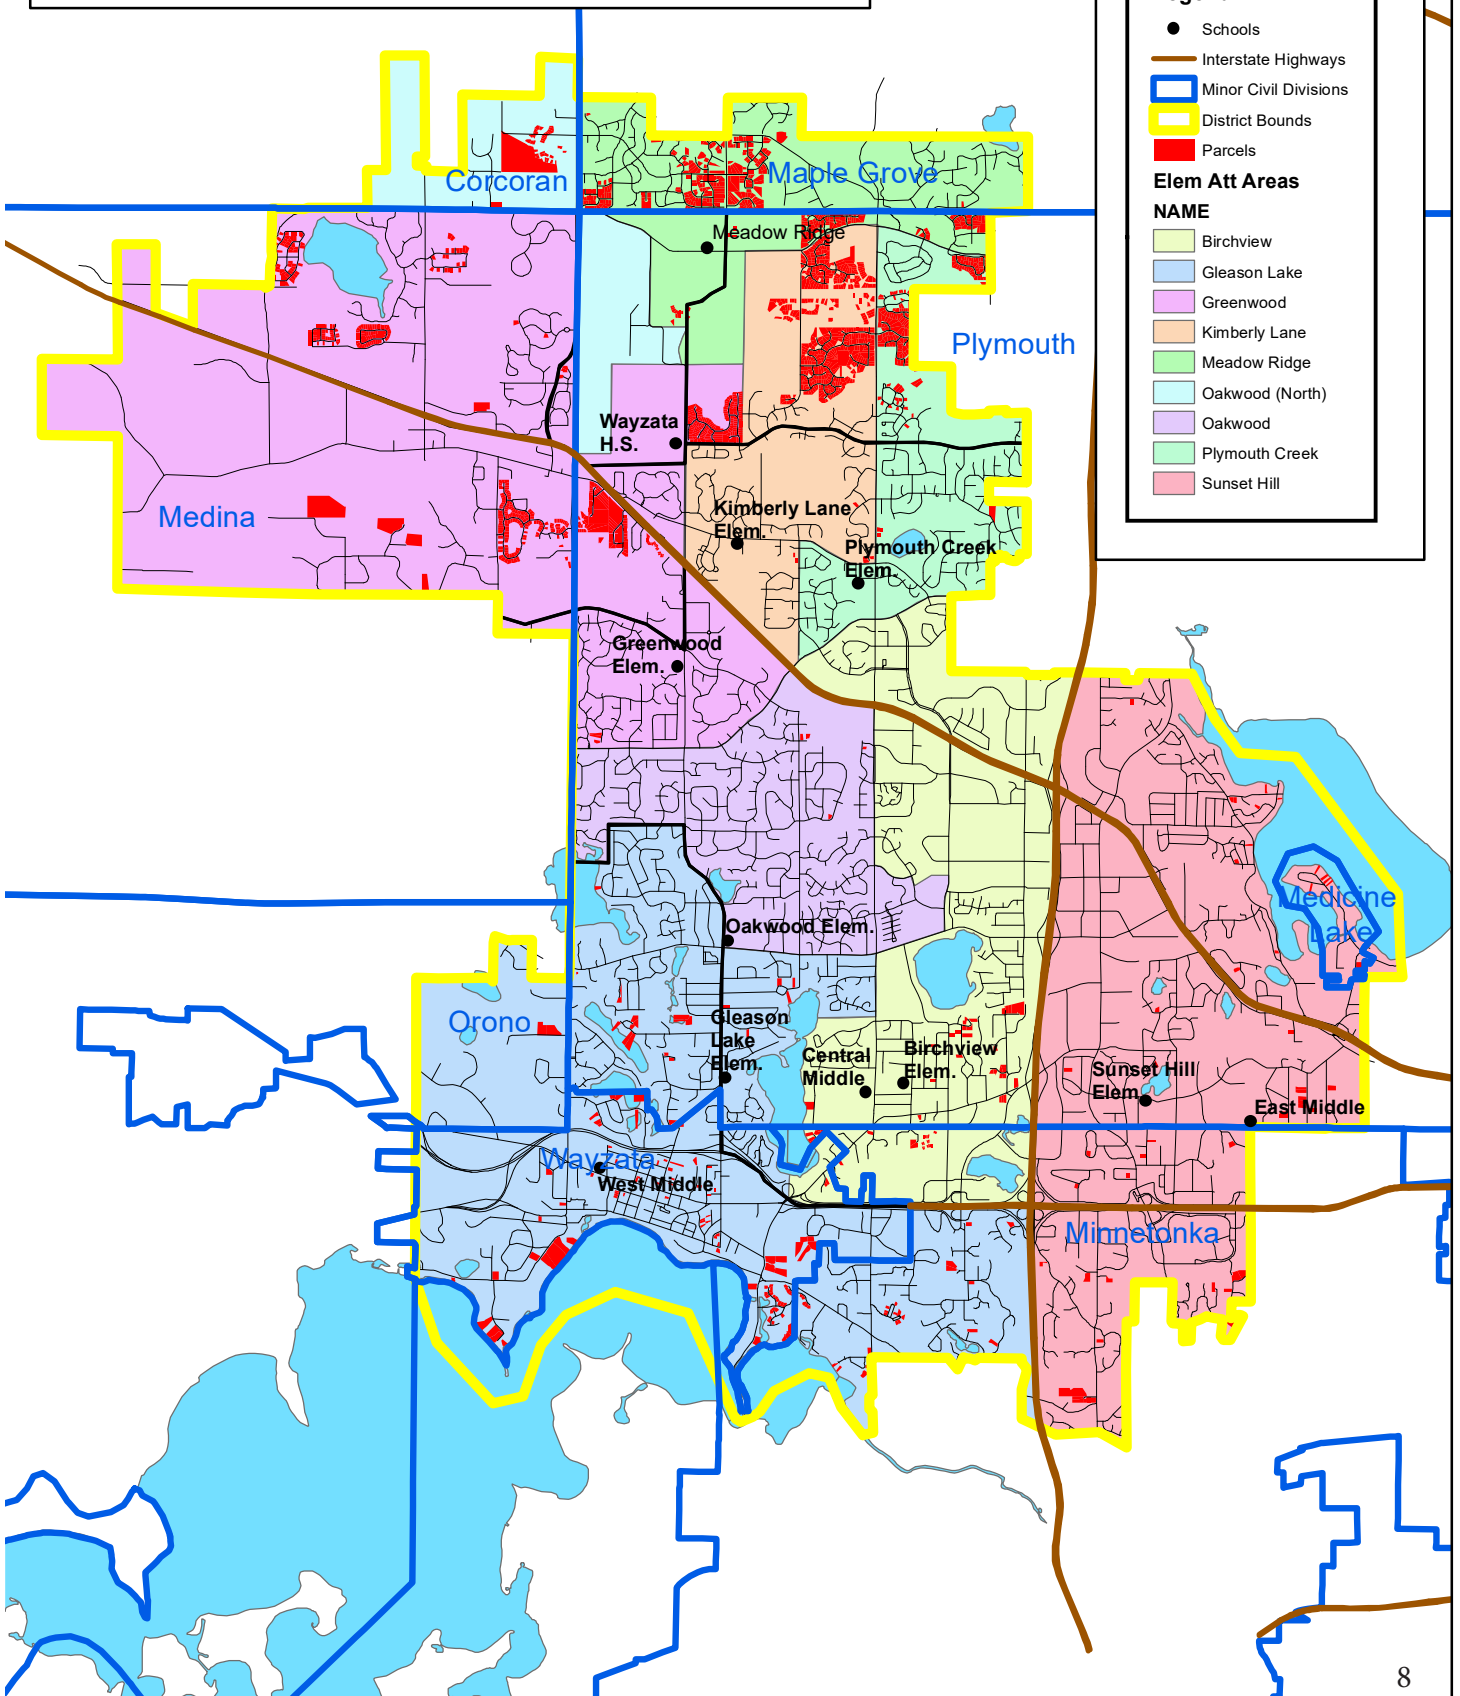 Schools
Interstate Highways
Minor Civil Divisions
District Bounds
Parcels
Elem Att Areas
NAME
Birchview
Gleason Lake
Greenwood
Kimberly Lane
Meadow Ridge
Oakwood (North)
Oakwood
Plymouth Creek
Sunset Hill
Corcoran
Maple Grove
Meadow Ridge
Plymouth
Wayzata
H.S.
Medina
Kimberly Lane
Elem.
Plymouth Creek
Elem.
Greenwood
Elem.
Medicine
Lake
Oakwood Elem.
Orono
Gleason
Lake
Elem.
Central
Middle
Birchview
Elem.
Sunset Hill
Elem
East Middle
Wayzata
West Middle
Minnetonka
8